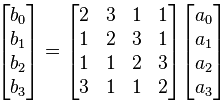 [b₀] = [2 3 1 1] [a₀]
[b₁] = [1 2 3 1] [a₁]
[b₂] = [1 1 2 3] [a₂]
[b₃] = [3 1 1 2] [a₃]